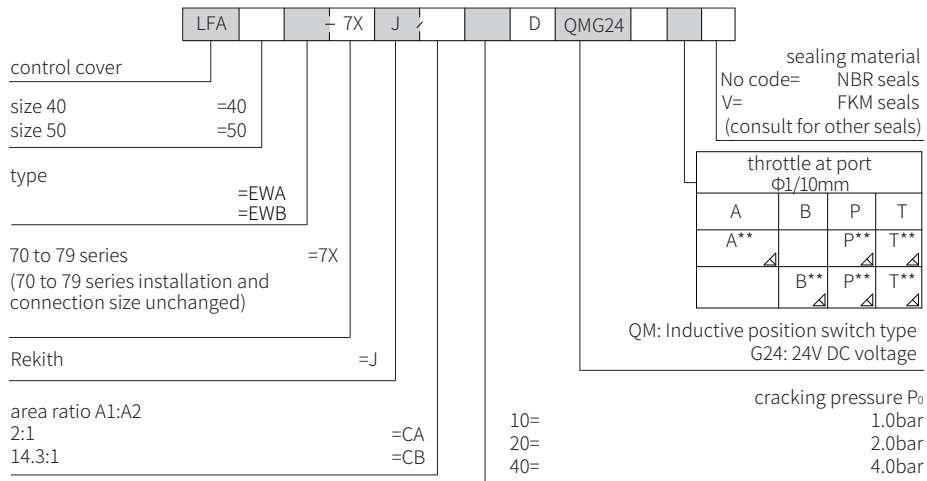 LFA – 7X J / D QMG24
control cover
size 40 =40
size 50 =50
type
=EWA
=EWB
70 to 79 series =7X
(70 to 79 series installation and
connection size unchanged)
Rekith =J
area ratio A1:A2
2:1 =CA
14.3:1 =CB
sealing material
No code= NBR seals
V= FKM seals
(consult for other seals)
throttle at port
Φ1/10mm
A B P T
A** P** T**
B** P** T**
QM: Inductive position switch type
G24: 24V DC voltage
cracking pressure P₀
10= 1.0bar
20= 2.0bar
40= 4.0bar